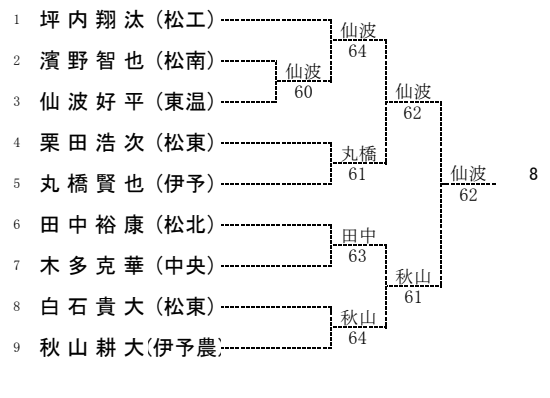 1 坪内翔汰（松工）
2 濱野智也（松南）
3 仙波好平（東温）
4 栗田浩次（松東）
5 丸橋賢也（伊予）
6 田中裕康（松北）
7 木多克華（中央）
8 白石貴大（松東）
9 秋山耕大(伊予農)
仙波
60
仙波
64
丸橋
61
田中
63
秋山
64
仙波
62
秋山
61
仙波
62
8